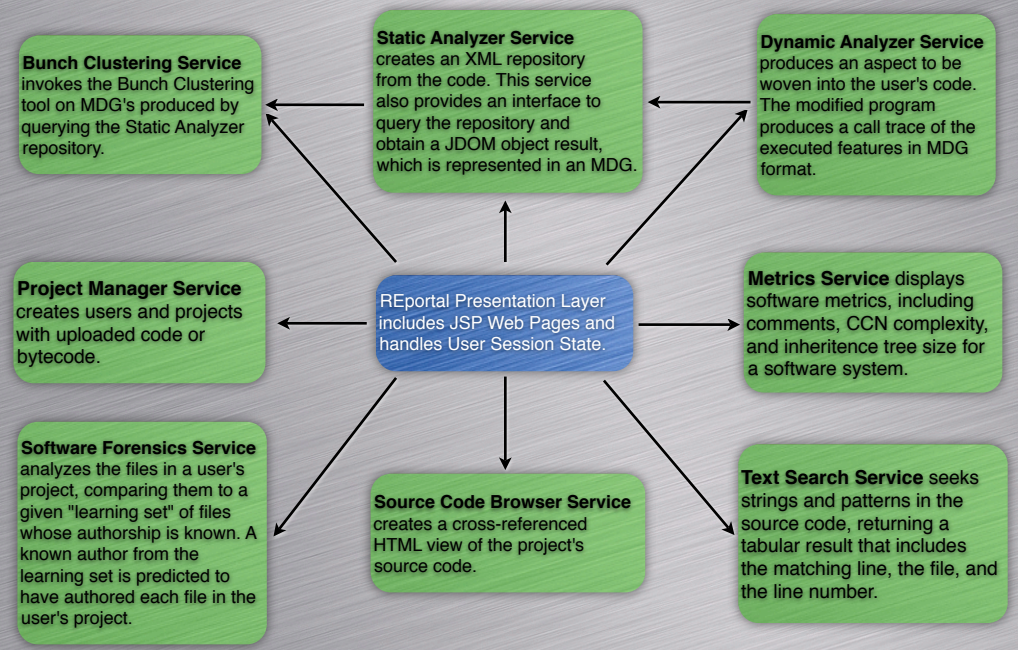 Bunch Clustering Service
invokes the Bunch Clustering
tool on MDG's produced by
querying the Static Analyzer
repository.
Static Analyzer Service
creates an XML repository
from the code. This service
also provides an interface to
query the repository and
obtain a JDOM object result,
which is represented in an MDG.
Dynamic Analyzer Service
produces an aspect to be
woven into the user's code.
The modified program
produces a call trace of the
executed features in MDG
format.
Project Manager Service
creates users and projects
with uploaded code or
bytecode.
REportal Presentation Layer
includes JSP Web Pages and
handles User Session State.
Metrics Service displays
software metrics, including
comments, CCN complexity,
and inheritence tree size for
a software system.
Software Forensics Service
analyzes the files in a user's
project, comparing them to a
given "learning set" of files
whose authorship is known. A
known author from the
learning set is predicted to
have authored each file in the
user's project.
Source Code Browser Service
creates a cross-referenced
HTML view of the project's
source code.
Text Search Service seeks
strings and patterns in the
source code, returning a
tabular result that includes
the matching line, the file, and
the line number.